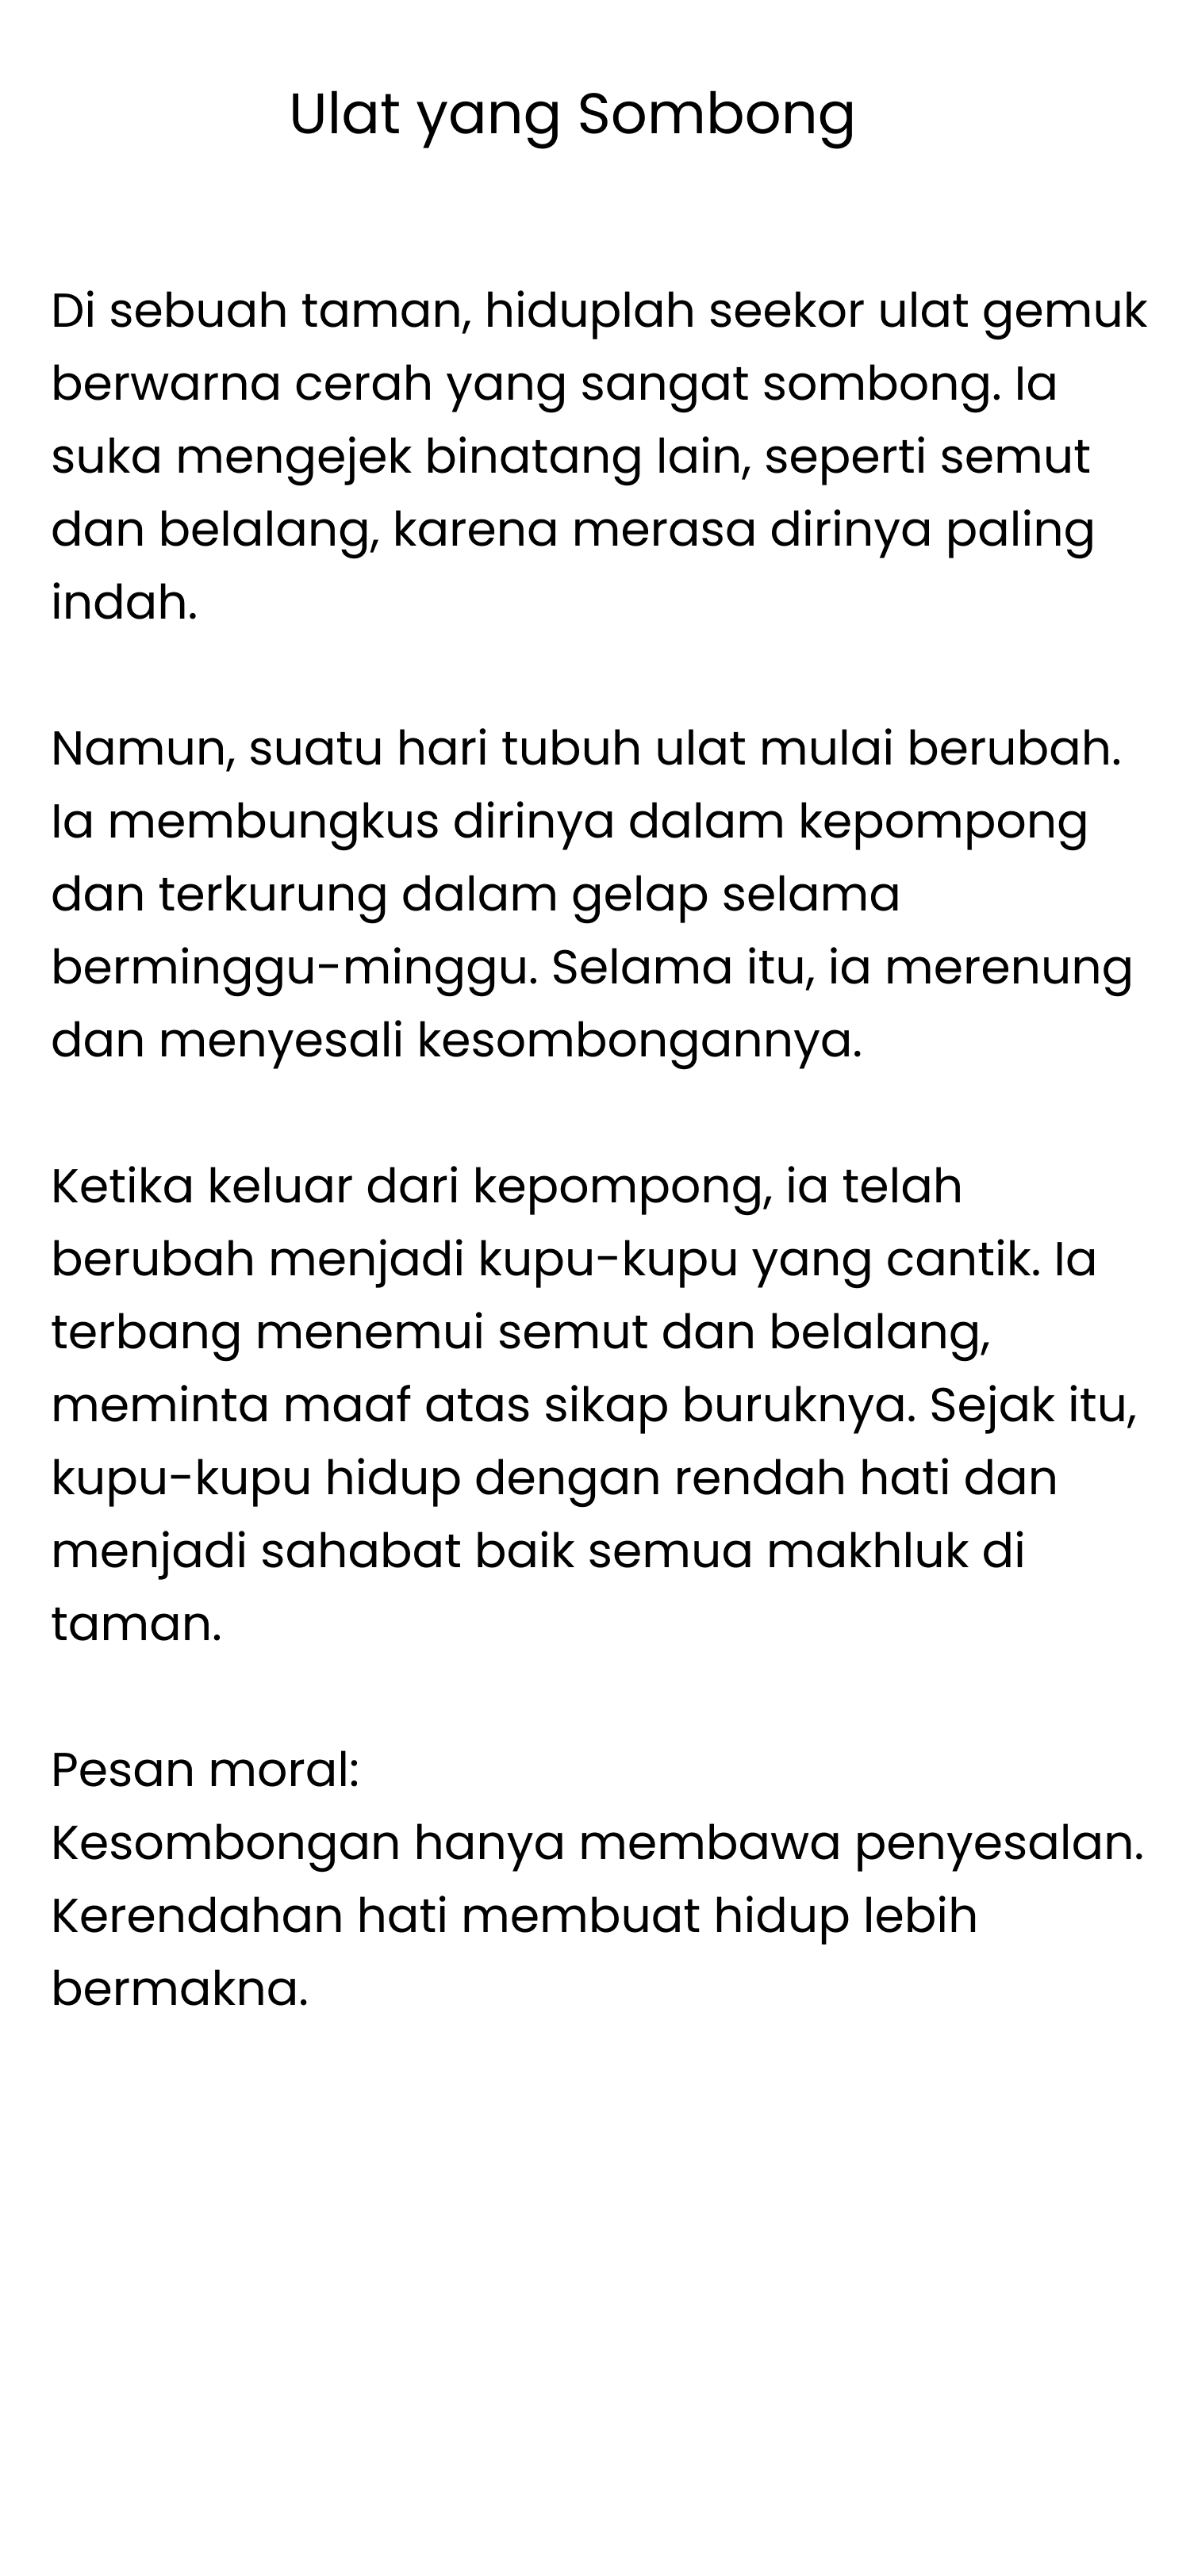 Ulat yang Sombong
Di sebuah taman, hiduplah seekor ulat gemuk
berwarna cerah yang sangat sombong. Ia
suka mengejek binatang lain, seperti semut
dan belalang, karena merasa dirinya paling
indah.
Namun, suatu hari tubuh ulat mulai berubah.
Ia membungkus dirinya dalam kepompong
dan terkurung dalam gelap selama
berminggu-minggu. Selama itu, ia merenung
dan menyesali kesombongannya.
Ketika keluar dari kepompong, ia telah
berubah menjadi kupu-kupu yang cantik. Ia
terbang menemui semut dan belalang,
meminta maaf atas sikap buruknya. Sejak itu,
kupu-kupu hidup dengan rendah hati dan
menjadi sahabat baik semua makhluk di
taman.
Pesan moral:
Kesombongan hanya membawa penyesalan.
Kerendahan hati membuat hidup lebih
bermakna.